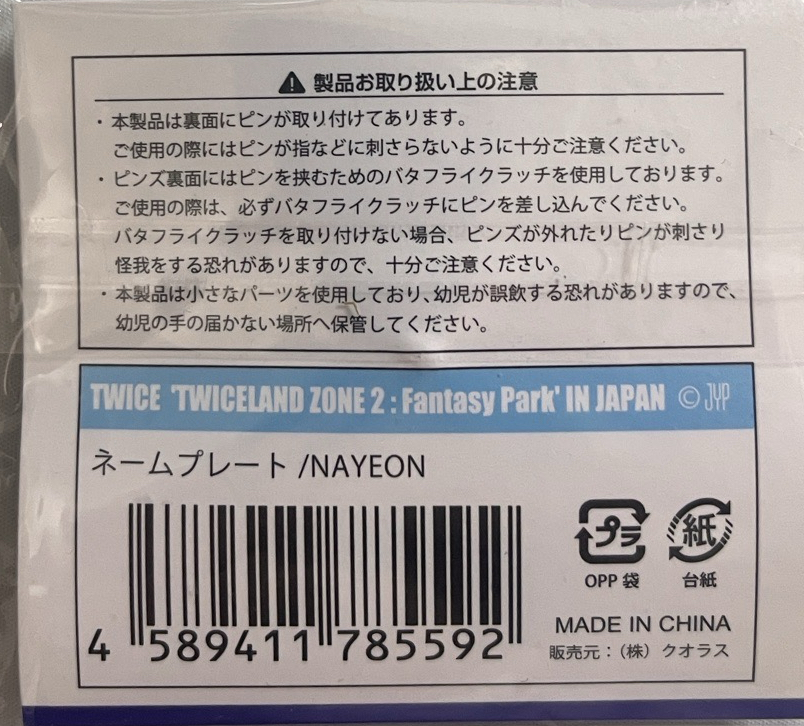 ⚠ 製品お取り扱い上の注意
・本製品は裏面にピンが取り付けてあります。
ご使用の際にはピンが指などに刺さらないように十分ご注意ください。
・ピンズ裏面にはピンを挟むためのバタフライクラッチを使用しております。
ご使用の際は、必ずバタフライクラッチにピンを差し込んでください。
バタフライクラッチを取り付けない場合、ピンズが外れたりピンが刺さり
怪我をする恐れがありますので、十分ご注意ください。
・本製品は小さなパーツを使用しており、幼児が誤飲する恐れがありますので、
幼児の手の届かない場所へ保管してください。
TWICE 'TWICELAND ZONE 2 : Fantasy Park' IN JAPAN © JYP
ネームプレート /NAYEON
プラ 紙
OPP 袋 台紙
4 589411 785592
MADE IN CHINA
販売元：（株）クオラス